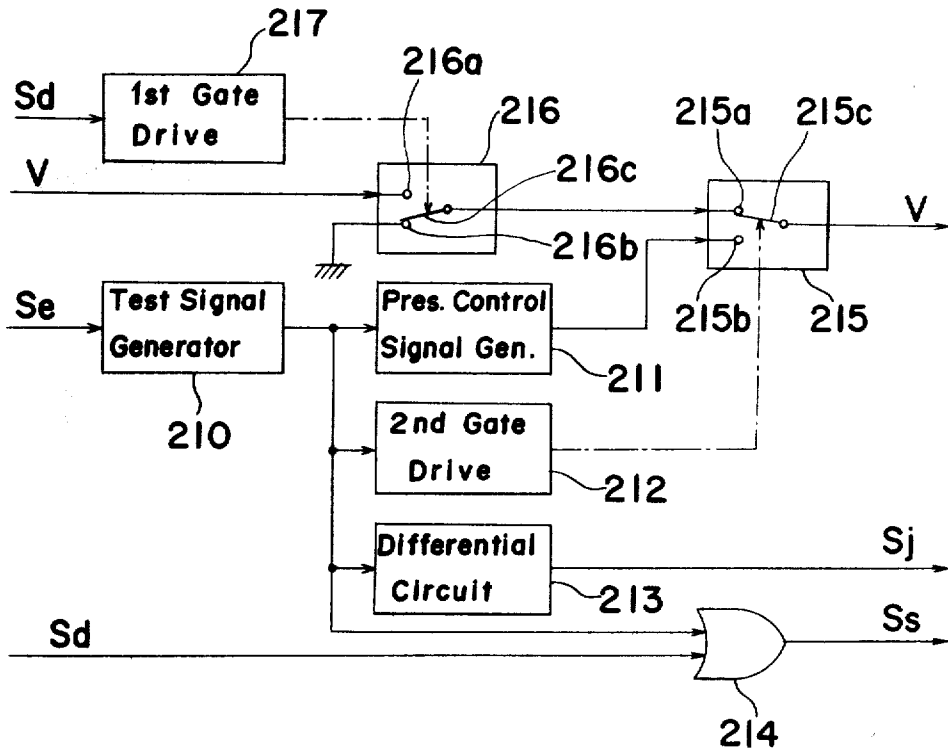 217
216a
Sd
1st Gate
Drive
216
215a
215c
V
216c
V
216b
Se
Test Signal
Generator
Pres. Control
Signal Gen.
215b
215
211
210
2nd Gate
Drive
212
Differential
Circuit
Sj
213
Sd
Ss
214